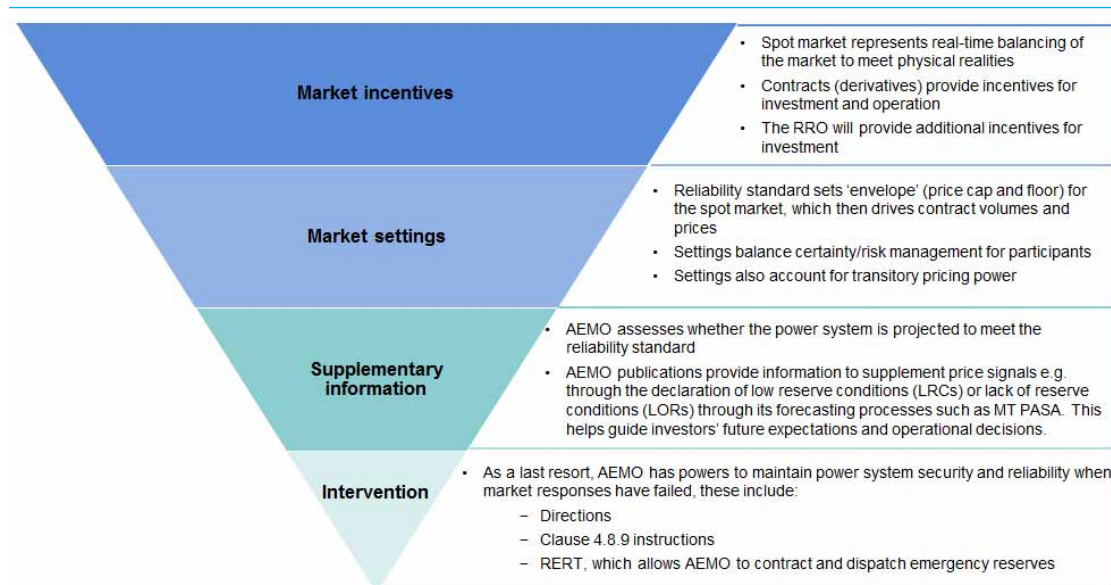 Market incentives
• Spot market represents real-time balancing of
the market to meet physical realities
• Contracts (derivatives) provide incentives for
investment and operation
• The RRO will provide additional incentives for
investment
Market settings
• Reliability standard sets ‘envelope’ (price cap and floor) for
the spot market, which then drives contract volumes and
prices
• Settings balance certainty/risk management for participants
• Settings also account for transitory pricing power
Supplementary
information
• AEMO assesses whether the power system is projected to meet the
reliability standard
• AEMO publications provide information to supplement price signals e.g.
through the declaration of low reserve conditions (LRCs) or lack of reserve
conditions (LORs) through its forecasting processes such as MT PASA. This
helps guide investors’ future expectations and operational decisions.
Intervention
• As a last resort, AEMO has powers to maintain power system security and reliability when
market responses have failed, these include:
− Directions
− Clause 4.8.9 instructions
− RERT, which allows AEMO to contract and dispatch emergency reserves